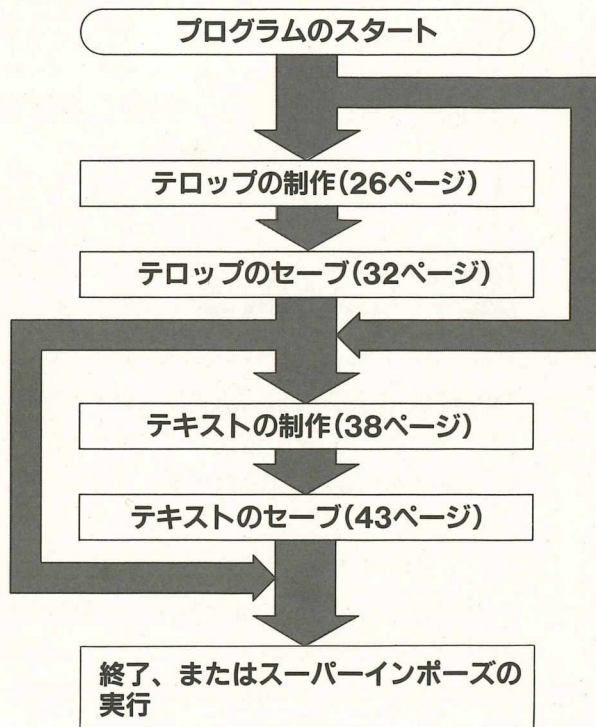 プログラムのスタート
テロップの制作(26ページ)
テロップのセーブ(32ページ)
テキストの制作(38ページ)
テキストのセーブ(43ページ)
終了、またはスーパーインポーズの
実行